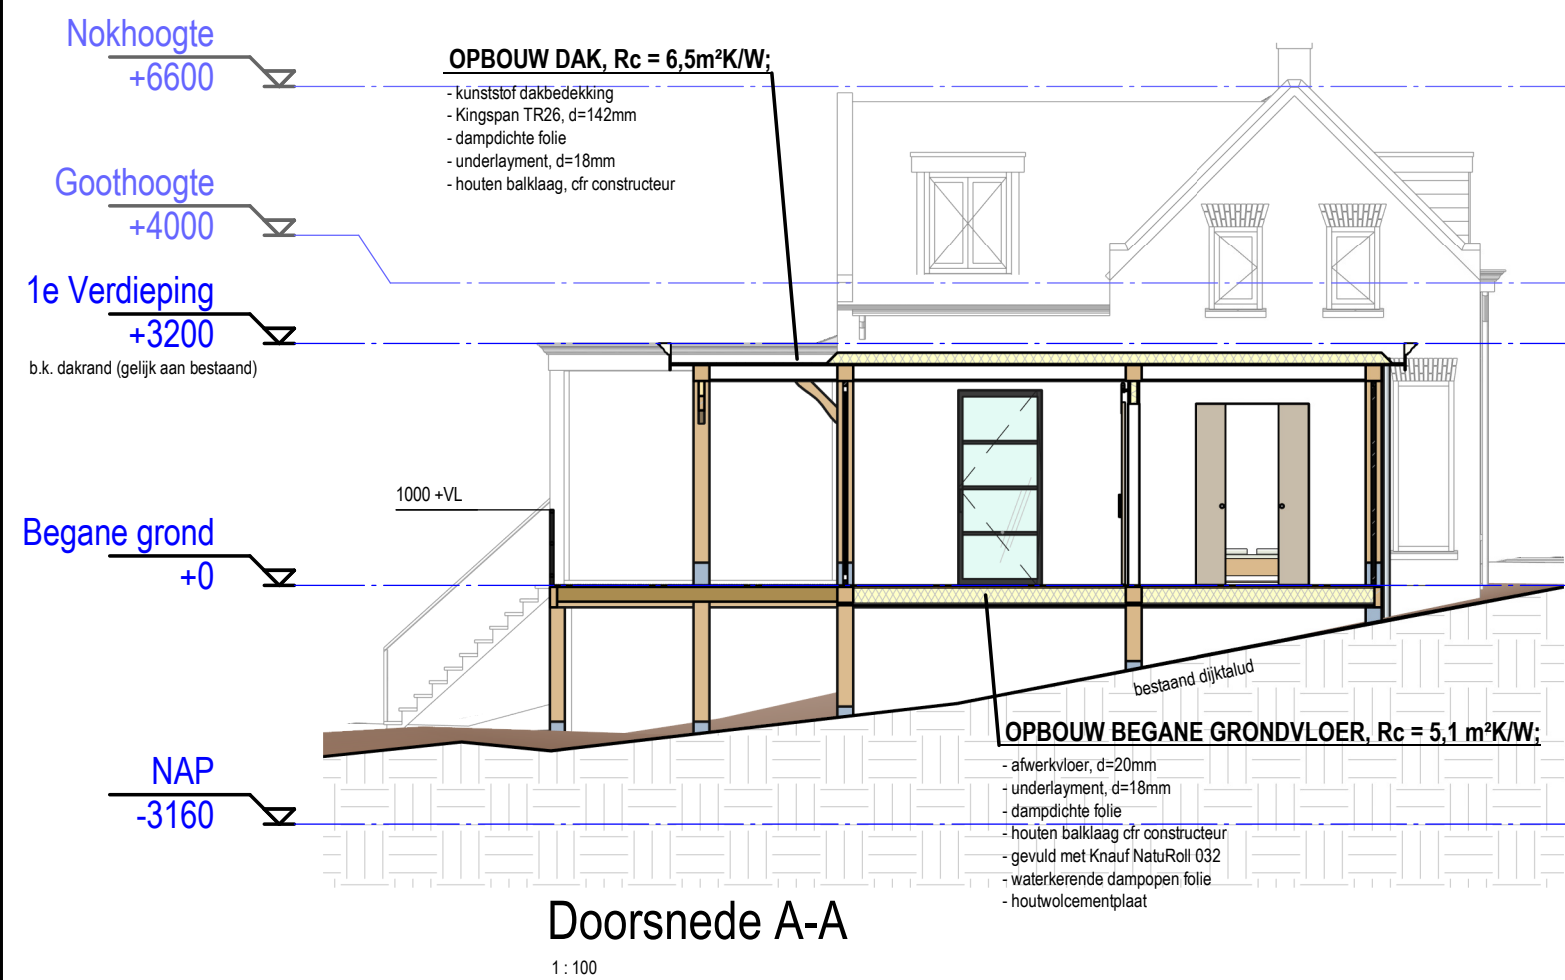 Nokhoogte
+6600
OPBOUW DAK, Rc = 6,5m²K/W;
- kunststof dakbedekking
- Kingspan TR26, d=142mm
- dampdichte folie
- underlayment, d=18mm
- houten balklaag, cfr constructeur
Goothoogte
+4000
1e Verdieping
+3200
b.k. dakrand (gelijk aan bestaand)
1000 +VL
Begane grond
+0
bestaand dijktalud
OPBOUW BEGANE GRONDVLOER, Rc = 5,1 m²K/W;
- afwerkvloer, d=20mm
- underlayment, d=18mm
- dampdichte folie
- houten balklaag cfr constructeur
- gevuld met Knauf NatuRoll 032
- waterkerende dampopen folie
- houtwolcementplaat
NAP
-3160
Doorsnede A-A
1 : 100